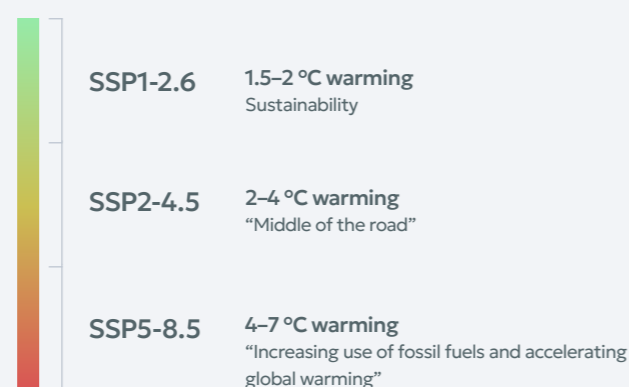 SSP1-2.6
1.5–2 °C warming
Sustainability
SSP2-4.5
2–4 °C warming
“Middle of the road”
SSP5-8.5
4–7 °C warming
“Increasing use of fossil fuels and accelerating
global warming”